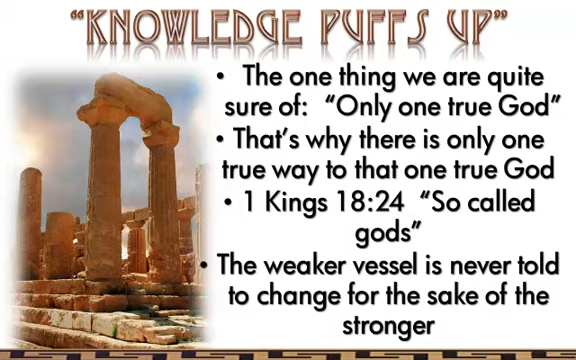 “KNOWLEDGE PUFFS UP”
• The one thing we are quite
sure of:  “Only one true God”
• That’s why there is only one
true way to that one true God
• 1 Kings 18:24  “So called
gods”
• The weaker vessel is never told
to change for the sake of the
stronger